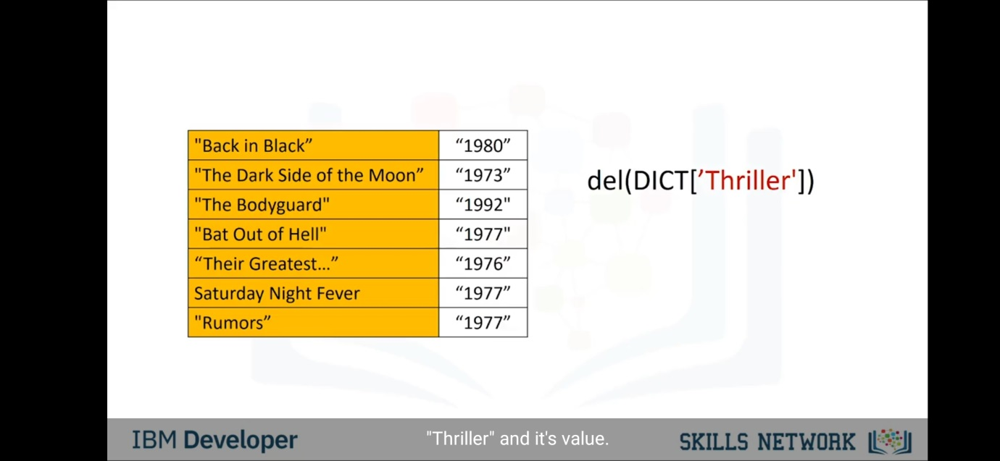 "Back in Black” “1980”
"The Dark Side of the Moon” “1973”
"The Bodyguard" “1992"
"Bat Out of Hell" “1977"
“Their Greatest...” “1976”
Saturday Night Fever “1977”
"Rumors” “1977”
del(DICT[’Thriller'])
"Thriller" and it's value.
IBM Developer
SKILLS NETWORK